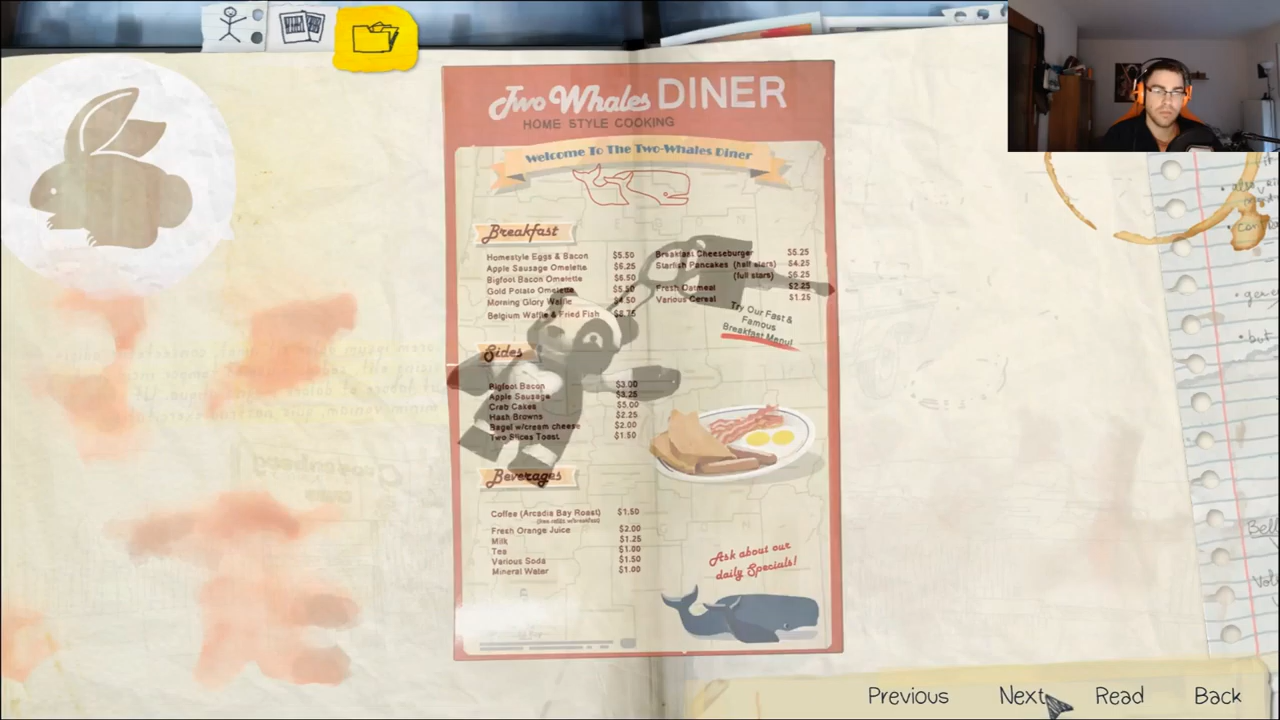 Two Whales DINER
HOME STYLE COOKING
Welcome To The Two-Whales Diner
Breakfast
Homestyle Eggs & Bacon $5.50
Apple Sausage Omelette $6.25
Bigfoot Bacon Omelette $6.50
Gold Potato Omelette $5.50
Morning Glory Waffle $4.50
Belgium Waffle & Fried Fish $8.75
Breakfast Cheeseburger $5.25
Starfish Pancakes (half stars) $4.25
(full stars) $6.25
Fresh Oatmeal $2.25
Various Cereal $1.25
Try Our Fast &
Famous
Breakfast Menu!
Sides
Bigfoot Bacon $3.00
Apple Sausage $3.25
Crab Cakes $5.00
Hash Browns $2.25
Bagel w/cream cheese $2.00
Two Slices Toast $1.50
Beverages
Coffee (Arcadia Bay Roast) $1.50
Fresh Orange Juice $2.00
Milk $1.25
Tea $1.00
Various Soda $1.50
Mineral Water $1.00
Ask about our
daily Specials!
but
Previous Next Read Back